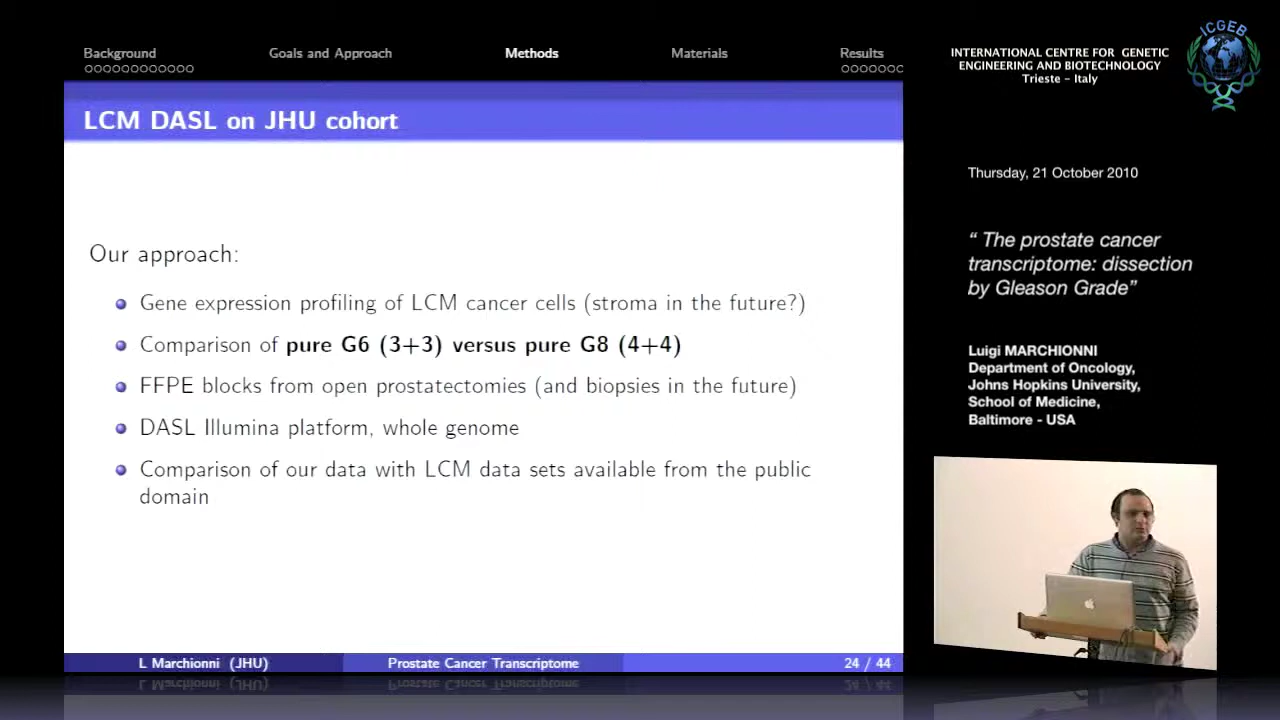 Background
Goals and Approach
Methods
Materials
Results
LCM DASL on JHU cohort
Our approach:
Gene expression profiling of LCM cancer cells (stroma in the future?)
Comparison of pure G6 (3+3) versus pure G8 (4+4)
FFPE blocks from open prostatectomies (and biopsies in the future)
DASL Illumina platform, whole genome
Comparison of our data with LCM data sets available from the public
domain
L Marchionni (JHU)
Prostate Cancer Transcriptome
24 / 44
INTERNATIONAL CENTRE FOR GENETIC
ENGINEERING AND BIOTECHNOLOGY
Trieste - Italy
ICGEB
Thursday, 21 October 2010
“ The prostate cancer
transcriptome: dissection
by Gleason Grade”
Luigi MARCHIONNI
Department of Oncology,
Johns Hopkins University,
School of Medicine,
Baltimore - USA